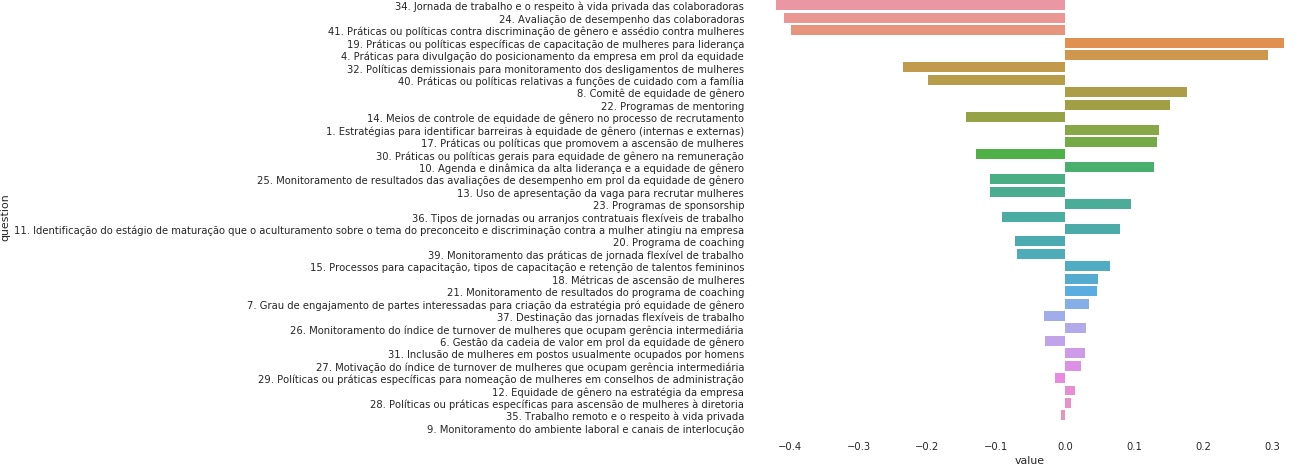 34. Jornada de trabalho e o respeito à vida privada das colaboradoras
24. Avaliação de desempenho das colaboradoras
41. Práticas ou políticas contra discriminação de gênero e assédio contra mulheres
19. Práticas ou políticas específicas de capacitação de mulheres para liderança
4. Práticas para divulgação do posicionamento da empresa em prol da equidade
32. Políticas demissionais para monitoramento dos desligamentos de mulheres
40. Práticas ou políticas relativas a funções de cuidado com a família
8. Comitê de equidade de gênero
22. Programas de mentoring
14. Meios de controle de equidade de gênero no processo de recrutamento
1. Estratégias para identificar barreiras à equidade de gênero (internas e externas)
17. Práticas ou políticas que promovem a ascensão de mulheres
30. Práticas ou políticas gerais para equidade de gênero na remuneração
10. Agenda e dinâmica da alta liderança e a equidade de gênero
25. Monitoramento de resultados das avaliações de desempenho em prol da equidade de gênero
13. Uso de apresentação da vaga para recrutar mulheres
23. Programas de sponsorship
36. Tipos de jornadas ou arranjos contratuais flexíveis de trabalho
11. Identificação do estágio de maturação que o aculturamento sobre o tema do preconceito e discriminação contra a mulher atingiu na empresa
20. Programa de coaching
39. Monitoramento das práticas de jornada flexível de trabalho
15. Processos para capacitação, tipos de capacitação e retenção de talentos femininos
18. Métricas de ascensão de mulheres
21. Monitoramento de resultados do programa de coaching
7. Grau de engajamento de partes interessadas para criação da estratégia pró equidade de gênero
37. Destinação das jornadas flexíveis de trabalho
26. Monitoramento do índice de turnover de mulheres que ocupam gerência intermediária
6. Gestão da cadeia de valor em prol da equidade de gênero
31. Inclusão de mulheres em postos usualmente ocupados por homens
27. Motivação do índice de turnover de mulheres que ocupam gerência intermediária
29. Políticas ou práticas específicas para nomeação de mulheres em conselhos de administração
12. Equidade de gênero na estratégia da empresa
28. Políticas ou práticas específicas para ascensão de mulheres à diretoria
35. Trabalho remoto e o respeito à vida privada
9. Monitoramento do ambiente laboral e canais de interlocução
question
−0.4 −0.3 −0.2 −0.1 0.0 0.1 0.2 0.3
value